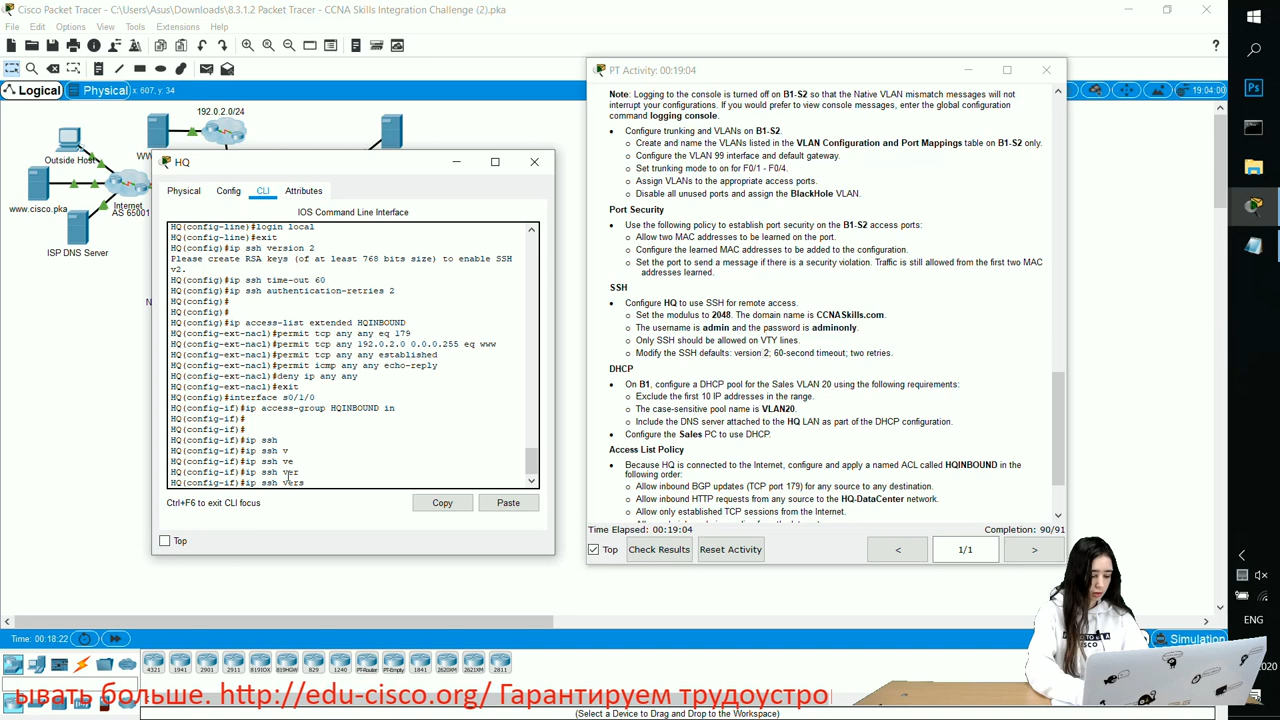 Cisco Packet Tracer - C:\Users\Asus\Downloads\8.3.1.2 Packet Tracer - CCNA Skills Integration Challenge (2).pka
File Edit Options View Tools Extensions Help
Logical Physical x: 607, y: 34
19:04:00
192.0.2.0/24
Outside Host
www.cisco.pka
Internet
AS 65001
ISP DNS Server
HQ
Physical Config CLI Attributes
IOS Command Line Interface
HQ(config-line)#login local
HQ(config-line)#exit
HQ(config)#ip ssh version 2
Please create RSA keys (of at least 768 bits size) to enable SSH
v2.
HQ(config)#ip ssh time-out 60
HQ(config)#ip ssh authentication-retries 2
HQ(config)#
HQ(config)#
HQ(config)#ip access-list extended HQINBOUND
HQ(config-ext-nacl)#permit tcp any any eq 179
HQ(config-ext-nacl)#permit tcp any 192.0.2.0 0.0.0.255 eq www
HQ(config-ext-nacl)#permit tcp any any established
HQ(config-ext-nacl)#permit icmp any any echo-reply
HQ(config-ext-nacl)#deny ip any any
HQ(config-ext-nacl)#exit
HQ(config)#interface s0/1/0
HQ(config-if)#ip access-group HQINBOUND in
HQ(config-if)#
HQ(config-if)#
HQ(config-if)#ip ssh
HQ(config-if)#ip ssh v
HQ(config-if)#ip ssh ve
HQ(config-if)#ip ssh ver
HQ(config-if)#ip ssh vers
Ctrl+F6 to exit CLI focus
Copy Paste
Top
PT Activity: 00:19:04
Note: Logging to the console is turned off on B1-S2 so that the Native VLAN mismatch messages will not
interrupt your configurations. If you would prefer to view console messages, enter the global configuration
command logging console.
• Configure trunking and VLANs on B1-S2.
o Create and name the VLANs listed in the VLAN Configuration and Port Mappings table on B1-S2 only.
o Configure the VLAN 99 interface and default gateway.
o Set trunking mode to on for F0/1 - F0/4.
o Assign VLANs to the appropriate access ports.
o Disable all unused ports and assign the BlackHole VLAN.
Port Security
• Use the following policy to establish port security on the B1-S2 access ports:
o Allow two MAC addresses to be learned on the port.
o Configure the learned MAC addresses to be added to the configuration.
o Set the port to send a message if there is a security violation. Traffic is still allowed from the first two MAC
addresses learned.
SSH
• Configure HQ to use SSH for remote access.
o Set the modulus to 2048. The domain name is CCNASkills.com.
o The username is admin and the password is adminonly.
o Only SSH should be allowed on VTY lines.
o Modify the SSH defaults: version 2; 60-second timeout; two retries.
DHCP
• On B1, configure a DHCP pool for the Sales VLAN 20 using the following requirements:
o Exclude the first 10 IP addresses in the range.
o The case-sensitive pool name is VLAN20.
o Include the DNS server attached to the HQ LAN as part of the DHCP configuration.
• Configure the Sales PC to use DHCP.
Access List Policy
• Because HQ is connected to the Internet, configure and apply a named ACL called HQINBOUND in the
following order:
o Allow inbound BGP updates (TCP port 179) for any source to any destination.
o Allow inbound HTTP requests from any source to the HQ-DataCenter network.
o Allow only established TCP sessions from the Internet.
Time Elapsed: 00:19:04 Completion: 90/91
Top Check Results Reset Activity < 1/1 >
Time: 00:18:22
Simulation
ENG
4321 1941 2901 2911 819IOX 819HGW 829 1240 PT-Router PT-Empty 1841 2620XM 2621XM 2811
ывать больше. http://edu-cisco.org/ Гарантируем трудоустро
(Select a Device to Drag and Drop to the Workspace)